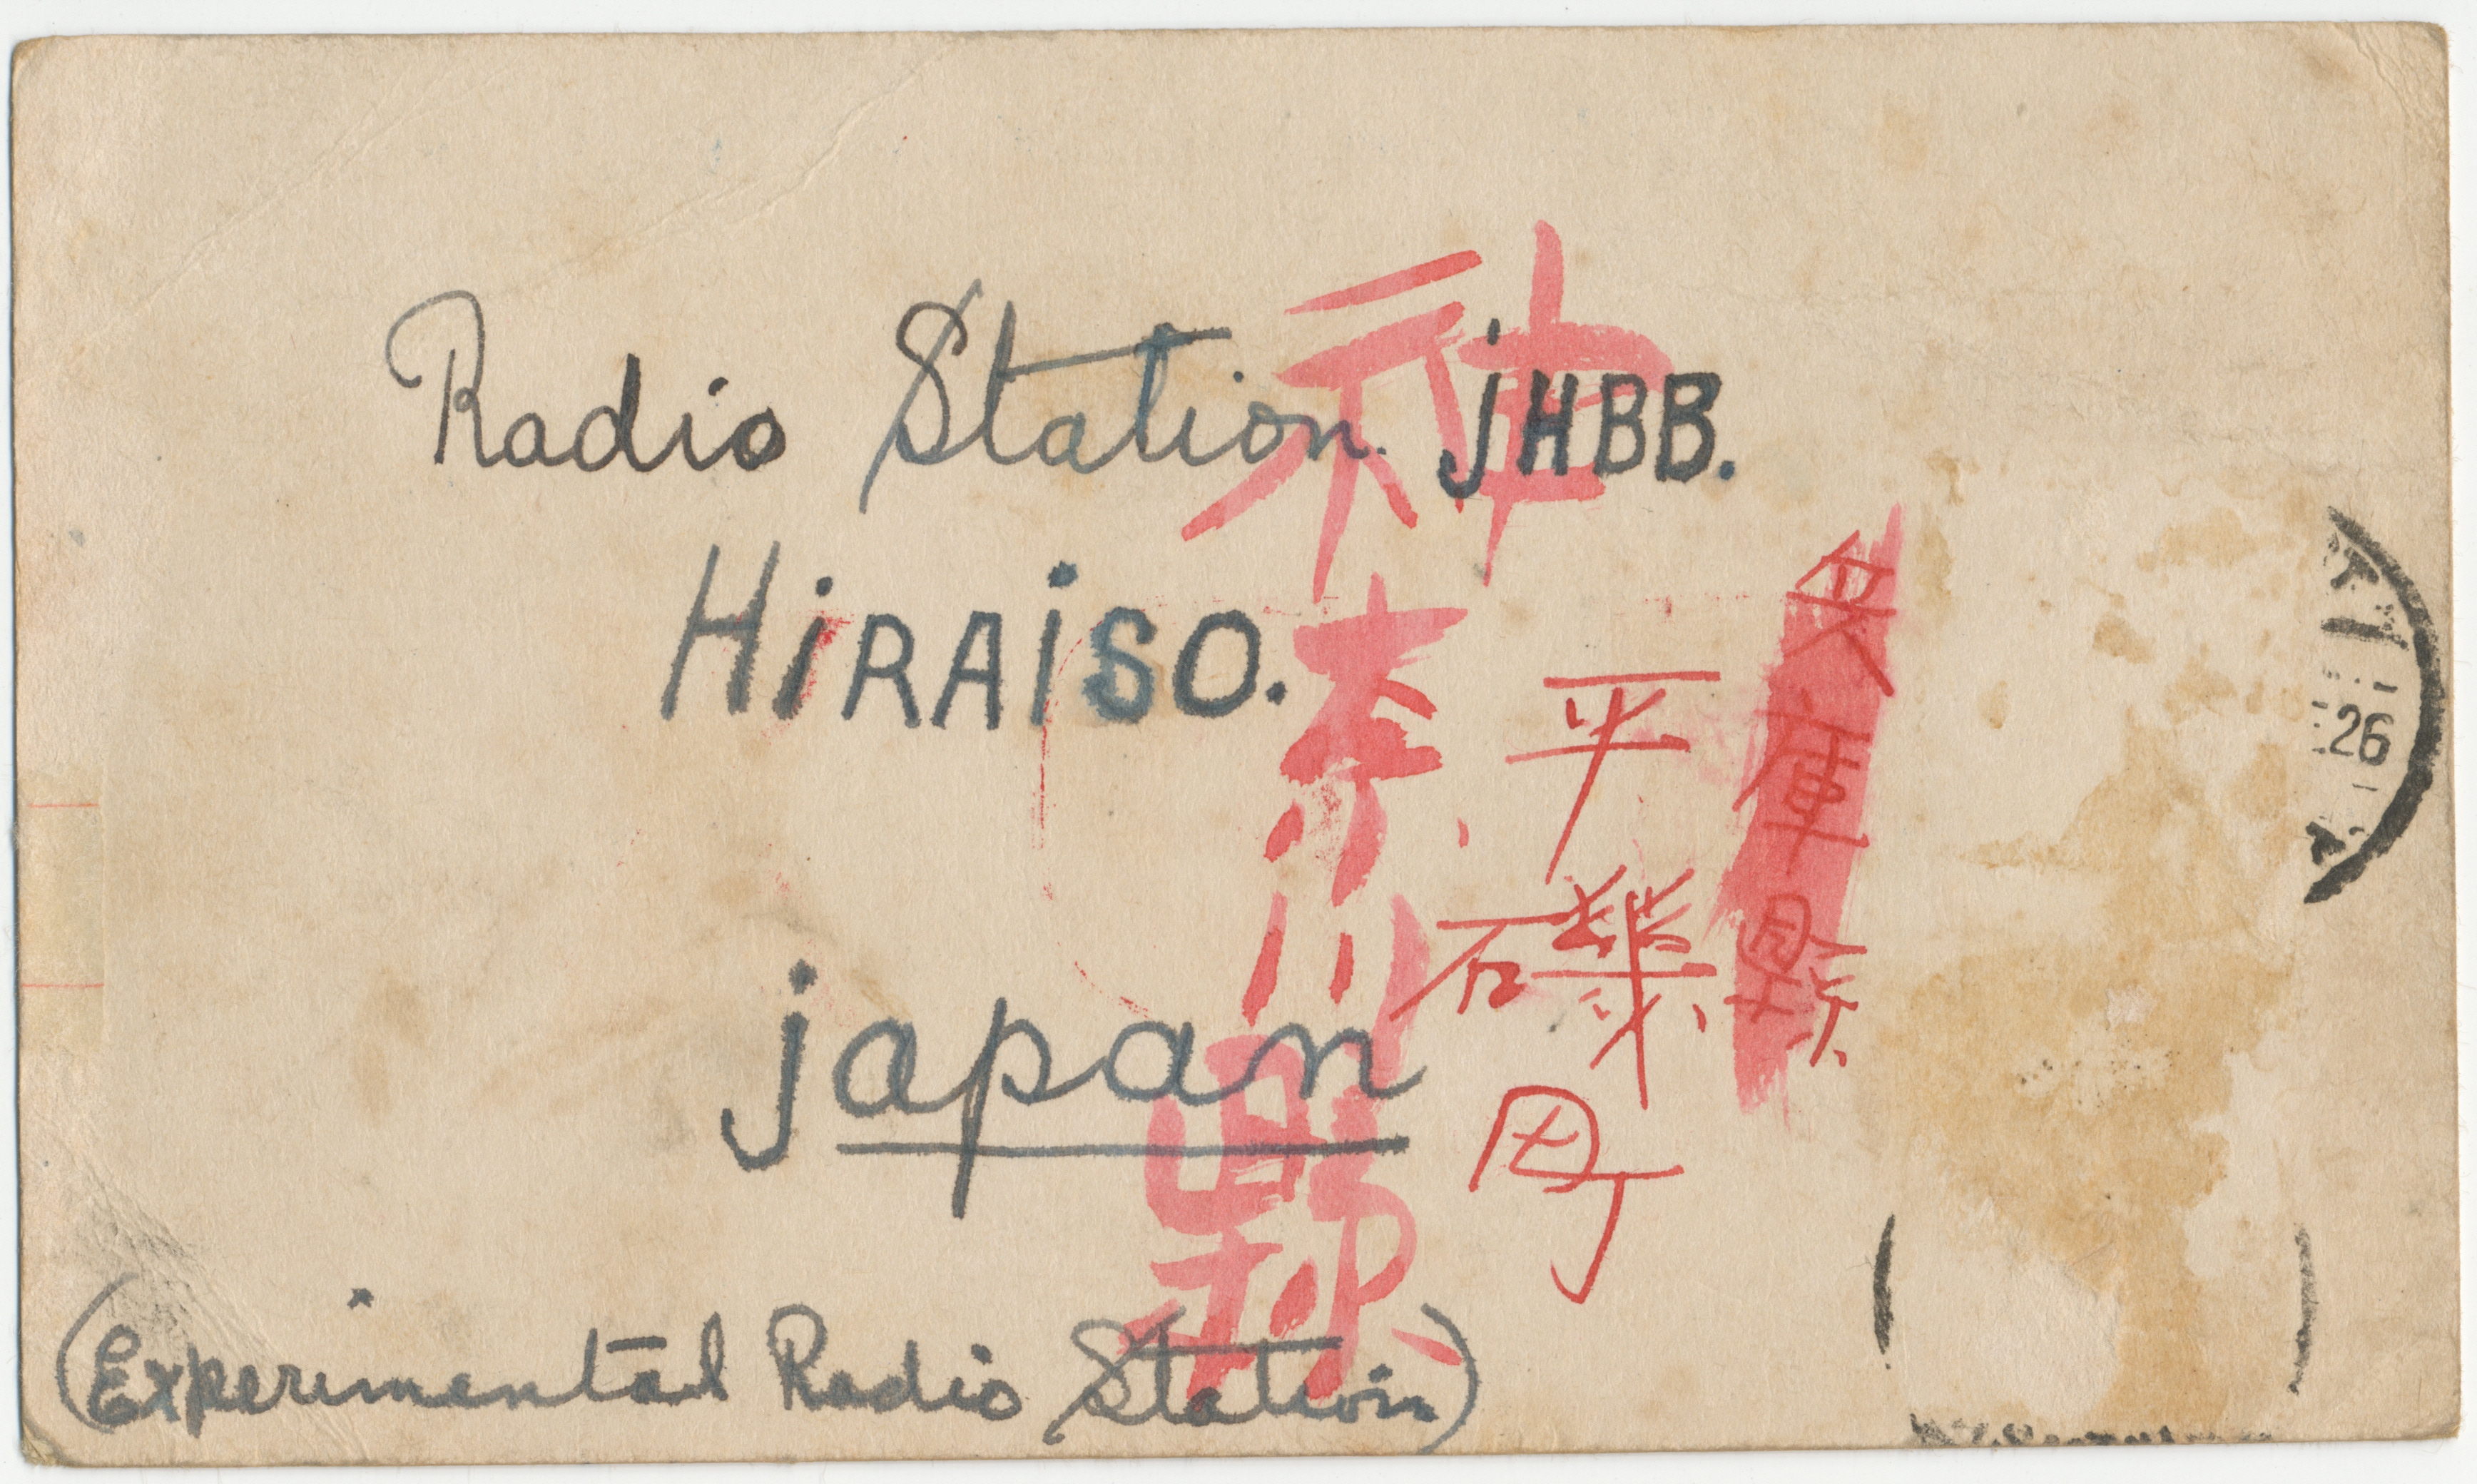 Radio Station jHBB.
HiRAiSO.
japan
(Experimental Radio Station)
神奈川縣
平磯町
兵庫縣
26